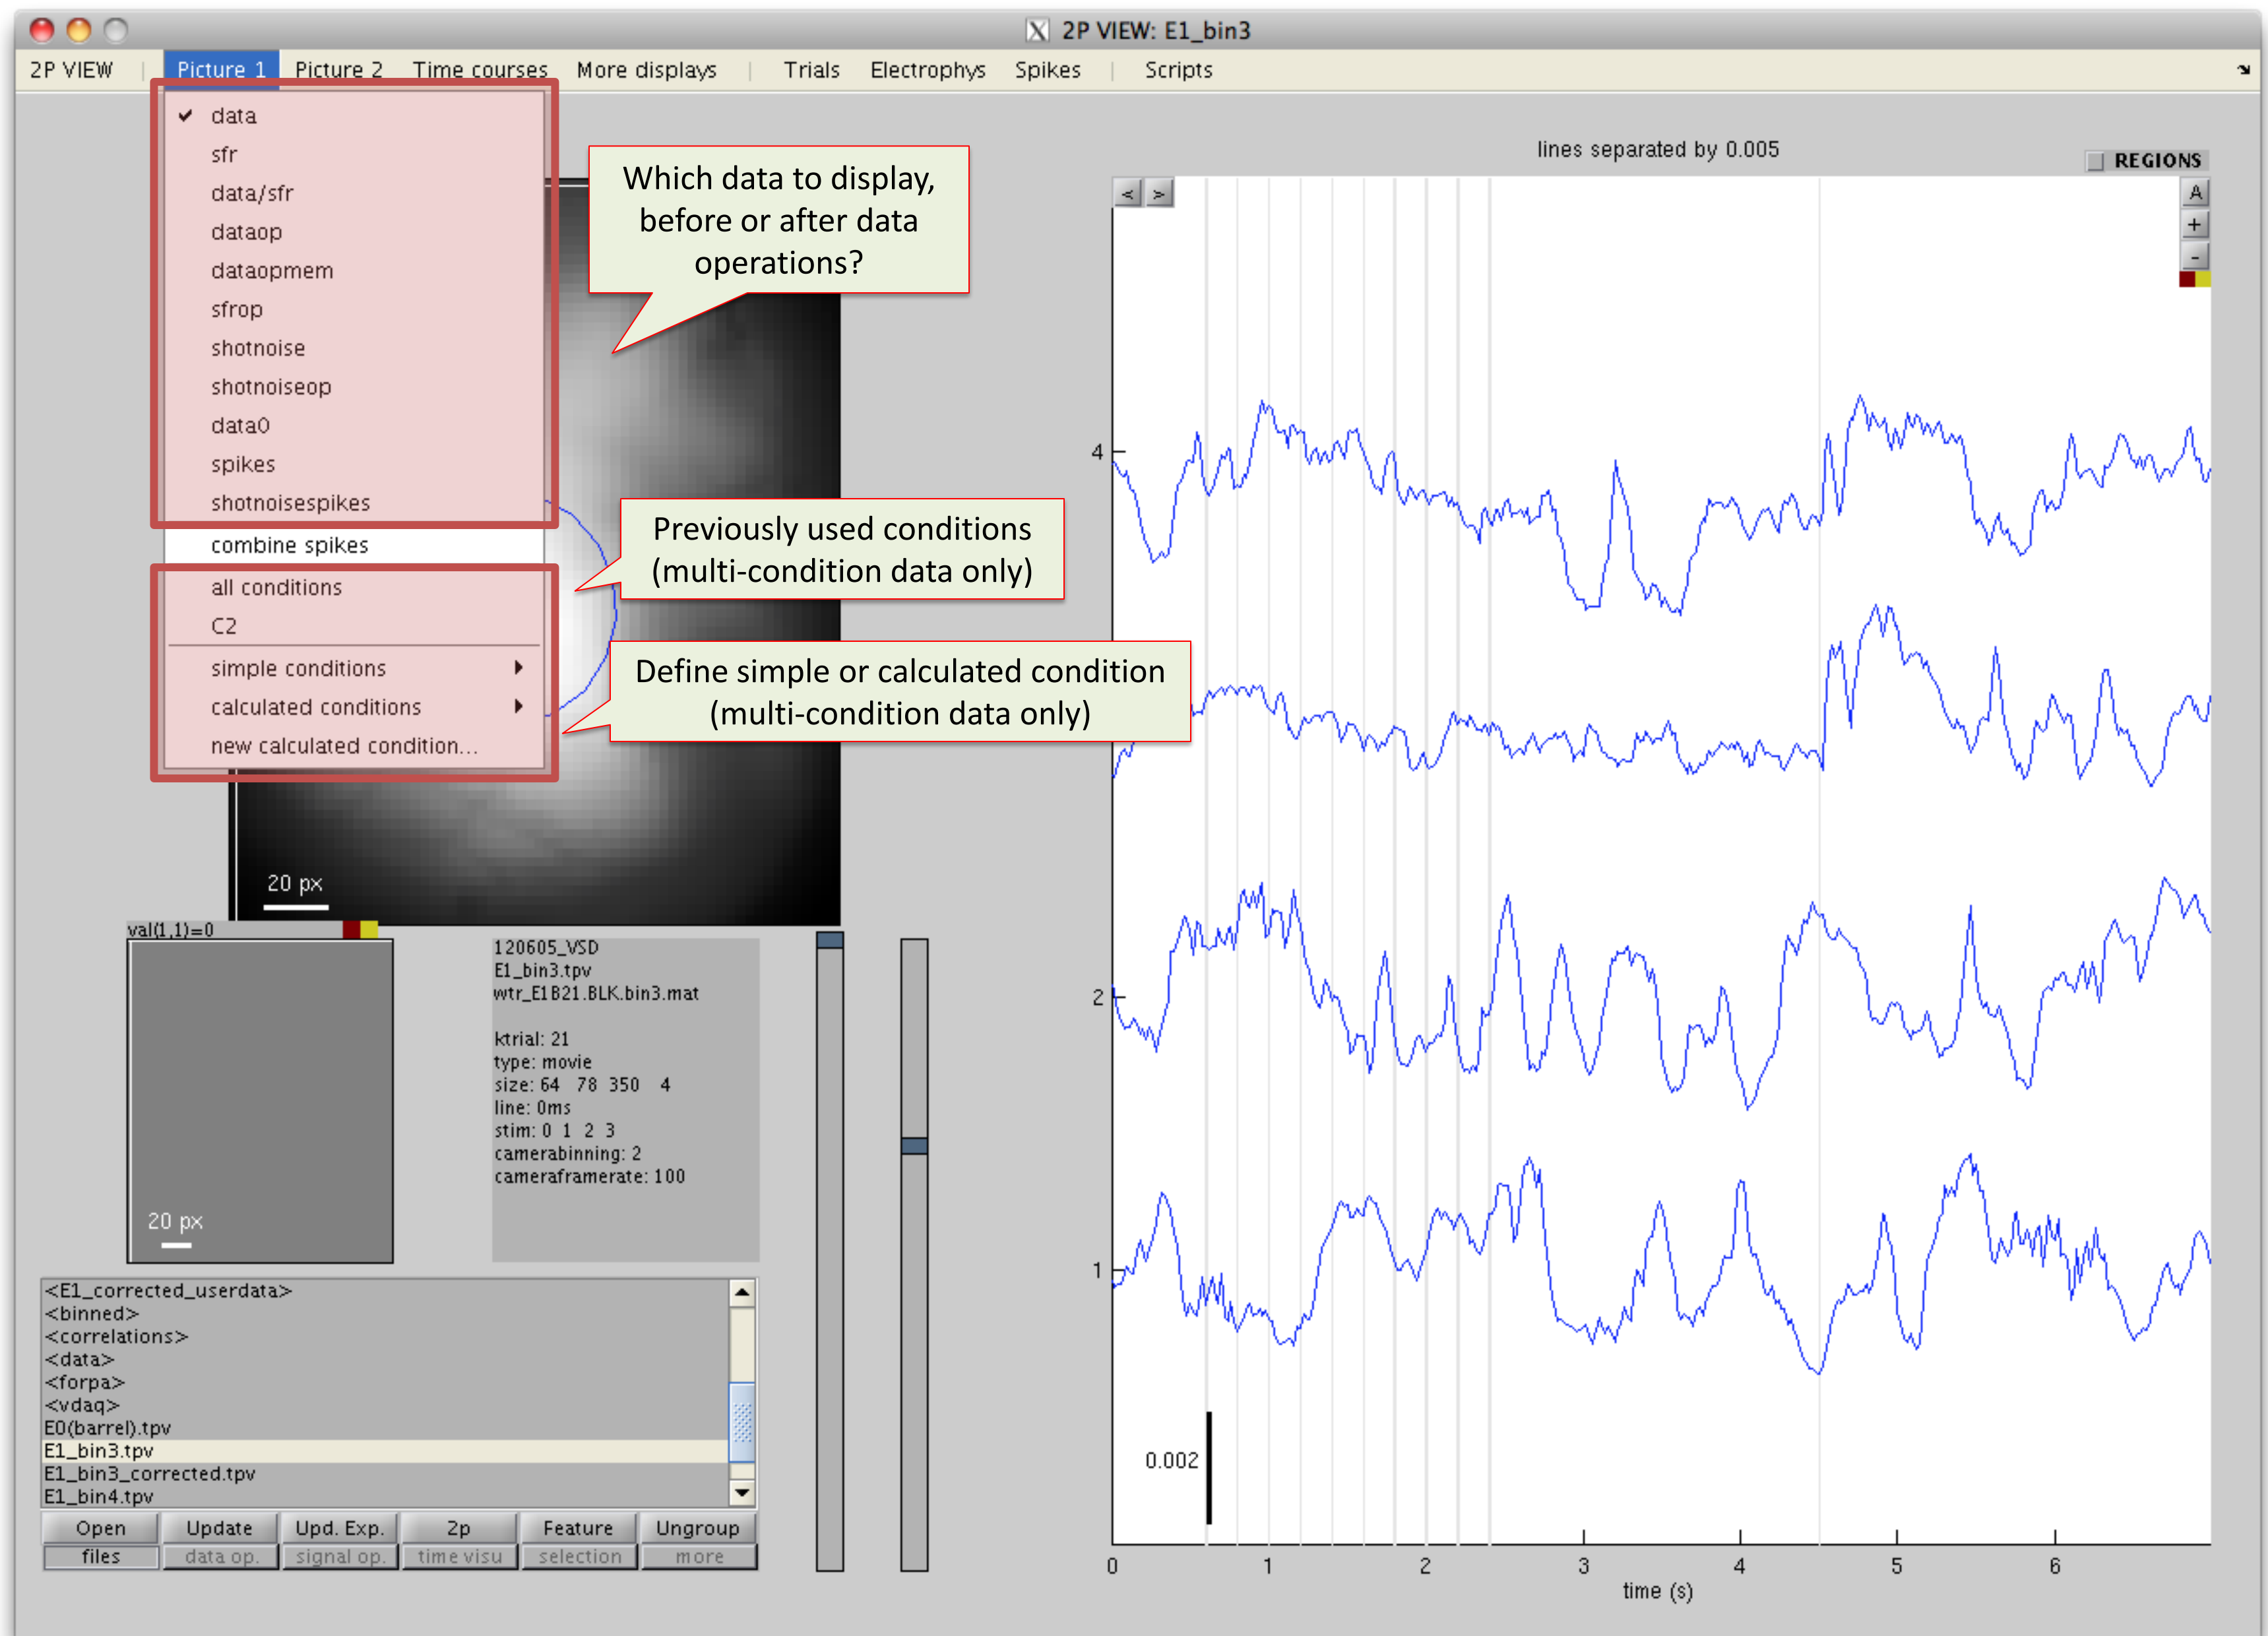 2P VIEW: E1_bin3
2P VIEW | Picture 1 Picture 2 Time courses More displays | Trials Electrophys Spikes | Scripts
data
sfr
data/sfr
dataop
dataopmem
sfrop
shotnoise
shotnoiseop
data0
spikes
shotnoisespikes
combine spikes
all conditions
C2
simple conditions
calculated conditions
new calculated condition...
Which data to display,
before or after data
operations?
Previously used conditions
(multi-condition data only)
Define simple or calculated condition
(multi-condition data only)
20 px
val(1,1)=0
20 px
120605_VSD
E1_bin3.tpv
wtr_E1B21.BLK.bin3.mat
ktrial: 21
type: movie
size: 64 78 350 4
line: 0ms
stim: 0 1 2 3
camerabinning: 2
cameraframerate: 100
<E1_corrected_userdata>
<binned>
<correlations>
<data>
<forpa>
<vdaq>
E0(barrel).tpv
E1_bin3.tpv
E1_bin3_corrected.tpv
E1_bin4.tpv
Open Update Upd. Exp. 2p Feature Ungroup
files data op. signal op. time visu selection more
lines separated by 0.005
REGIONS
< >
A
+
-
4
2
1
0.002
0 1 2 3 4 5 6
time (s)